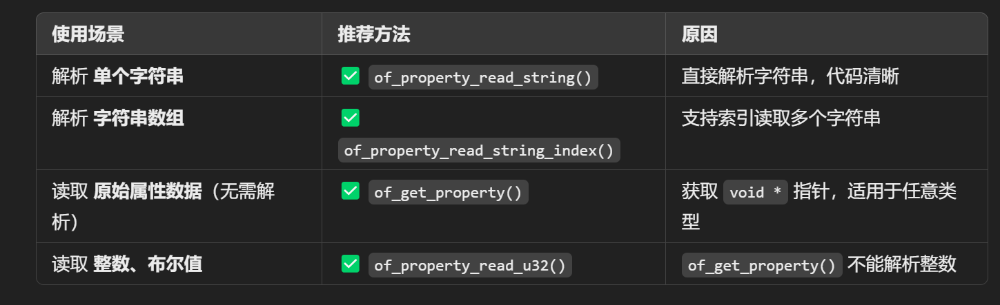 使用场景 推荐方法 原因
解析 单个字符串 ✅ of_property_read_string() 直接解析字符串，代码清晰
解析 字符串数组 ✅ 支持索引读取多个字符串
of_property_read_string_index()
读取 原始属性数据（无需解 ✅ of_get_property() 获取 void * 指针，适用于任意类
析） 型
读取 整数、布尔值 ✅ of_property_read_u32() of_get_property() 不能解析整数